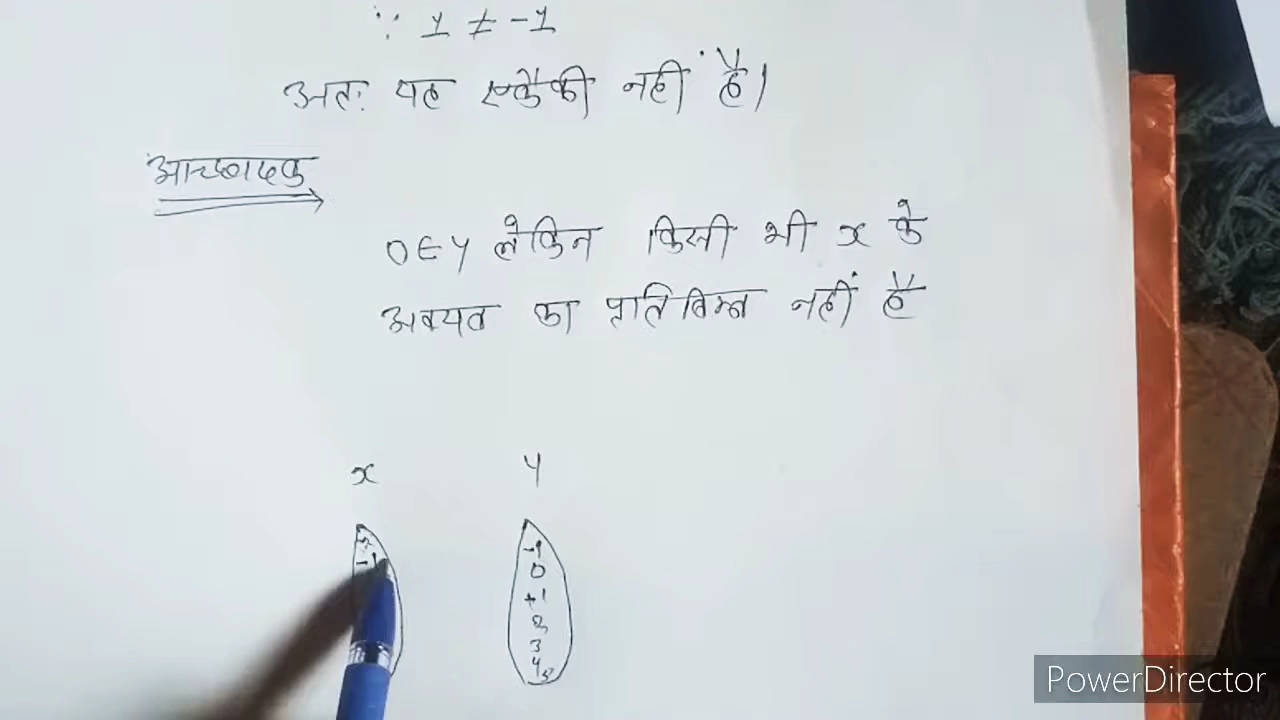 ∵ 1 ≠ -1
अतः यह एकैकी नहीं है।
आच्छादक
0 ∈ y लेकिन किसी भी x के
अवयव का प्रतिबिम्ब नहीं है
x y
-1
-1
0
+1
2
3
4
PowerDirector